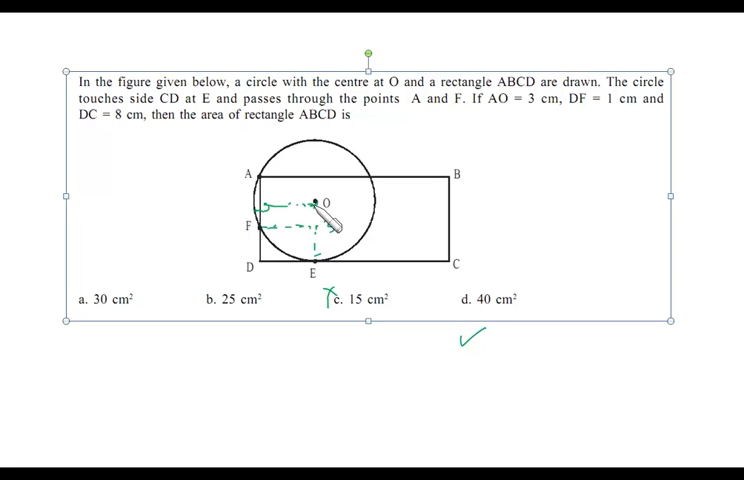 In the figure given below, a circle with the centre at O and a rectangle ABCD are drawn. The circle
touches side CD at E and passes through the points A and F. If AO = 3 cm, DF = 1 cm and
DC = 8 cm, then the area of rectangle ABCD is
A B
O
F
D E C
a. 30 cm² b. 25 cm² c. 15 cm² d. 40 cm²